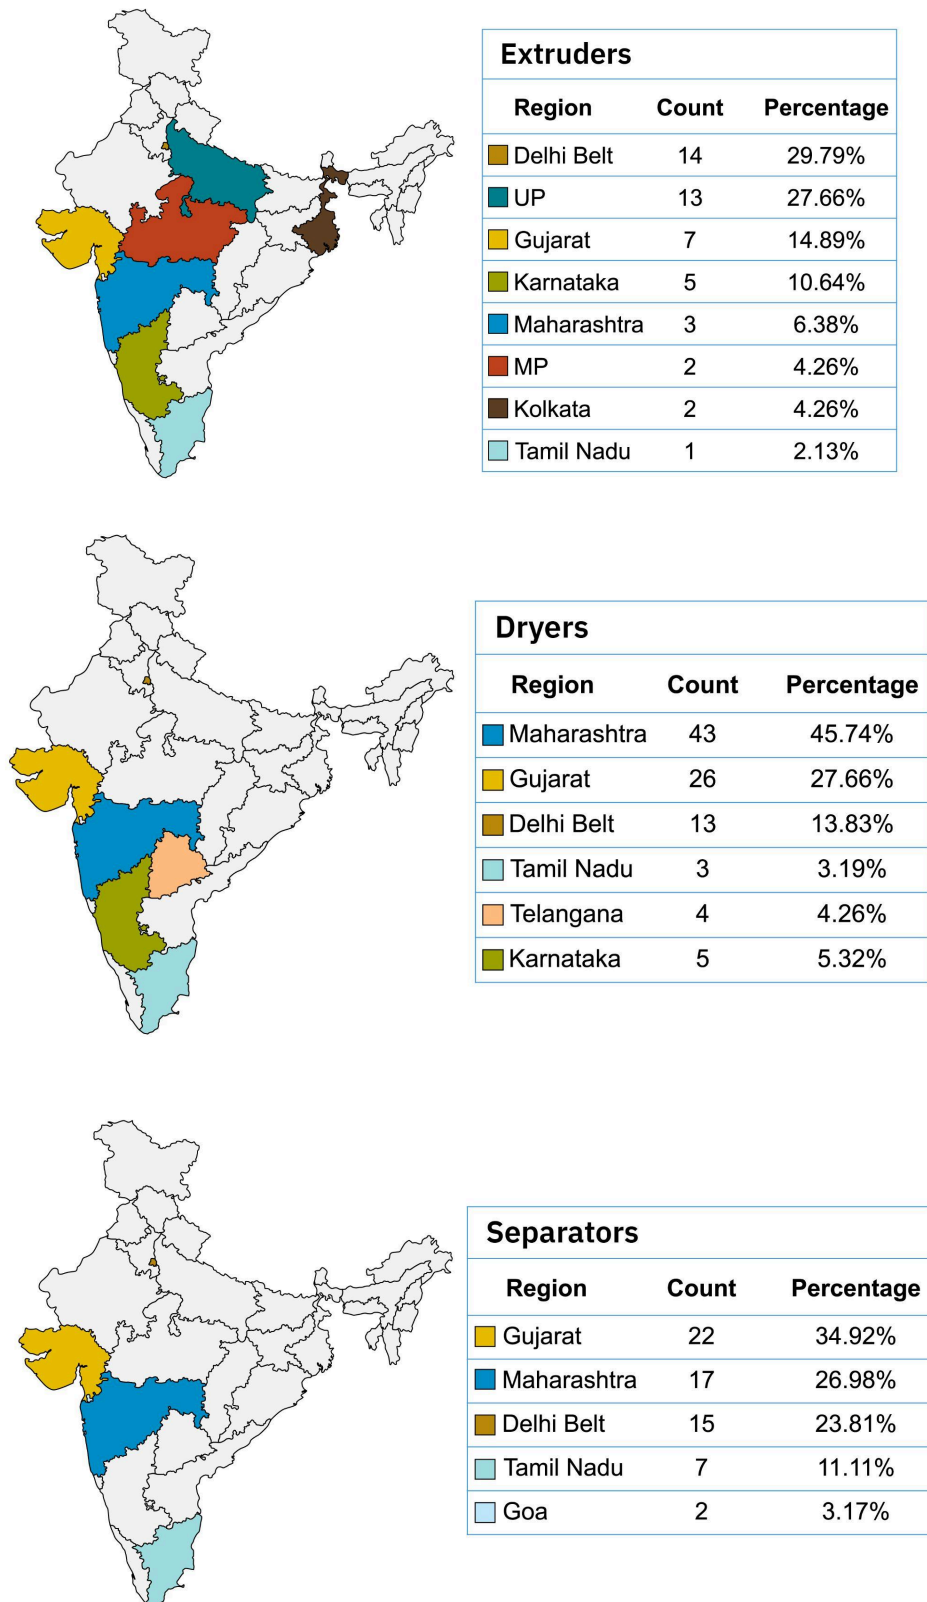 Extruders
Region Count Percentage
Delhi Belt 14 29.79%
UP 13 27.66%
Gujarat 7 14.89%
Karnataka 5 10.64%
Maharashtra 3 6.38%
MP 2 4.26%
Kolkata 2 4.26%
Tamil Nadu 1 2.13%
Dryers
Region Count Percentage
Maharashtra 43 45.74%
Gujarat 26 27.66%
Delhi Belt 13 13.83%
Tamil Nadu 3 3.19%
Telangana 4 4.26%
Karnataka 5 5.32%
Separators
Region Count Percentage
Gujarat 22 34.92%
Maharashtra 17 26.98%
Delhi Belt 15 23.81%
Tamil Nadu 7 11.11%
Goa 2 3.17%